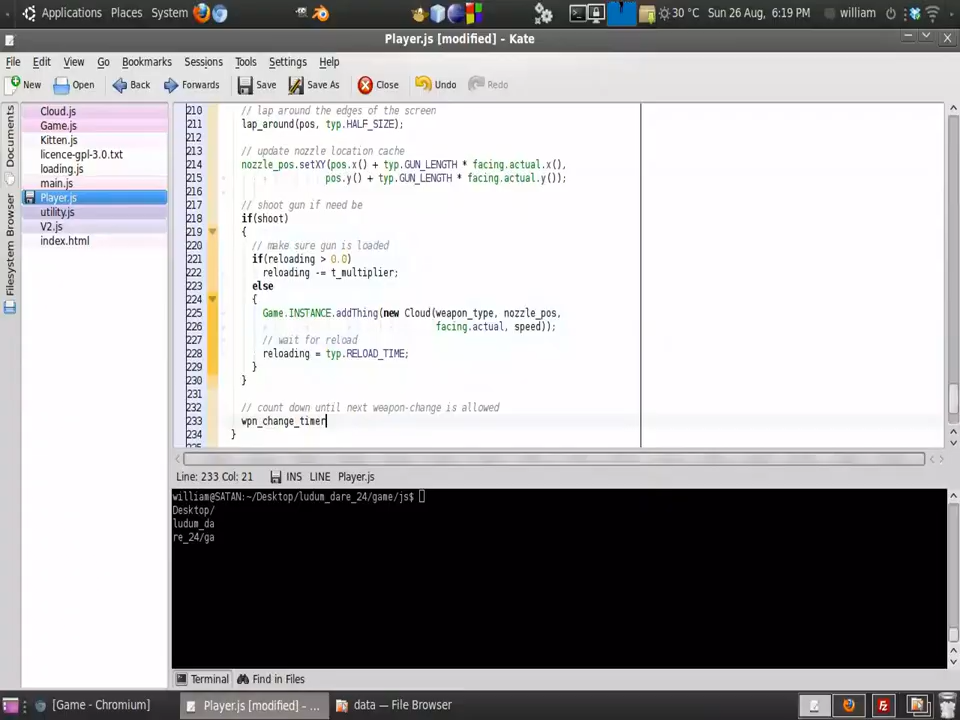 Applications Places System 30 °C Sun 26 Aug, 6:19 PM william
Player.js [modified] - Kate
File Edit View Go Bookmarks Sessions Tools Settings Help
New Open Back Forwards Save Save As Close Undo Redo
Documents
Filesystem Browser
Cloud.js
Game.js
Kitten.js
licence-gpl-3.0.txt
loading.js
main.js
Player.js
utility.js
V2.js
index.html
210 // lap around the edges of the screen
211 lap_around(pos, typ.HALF_SIZE);
212
213 // update nozzle location cache
214 nozzle_pos.setXY(pos.x() + typ.GUN_LENGTH * facing.actual.x(),
215 pos.y() + typ.GUN_LENGTH * facing.actual.y());
216
217 // shoot gun if need be
218 if(shoot)
219 {
220 // make sure gun is loaded
221 if(reloading > 0.0)
222 reloading -= t_multiplier;
223 else
224 {
225 Game.INSTANCE.addThing(new Cloud(weapon_type, nozzle_pos,
226 facing.actual, speed));
227 // wait for reload
228 reloading = typ.RELOAD_TIME;
229 }
230 }
231
232 // count down until next weapon-change is allowed
233 wpn_change_timer
234 }
Line: 233 Col: 21 INS LINE Player.js
william@SATAN:~/Desktop/ludum_dare_24/game/js$
Desktop/
ludum_da
re_24/ga
Terminal Find in Files
[Game - Chromium] Player.js [modified] - ... data — File Browser